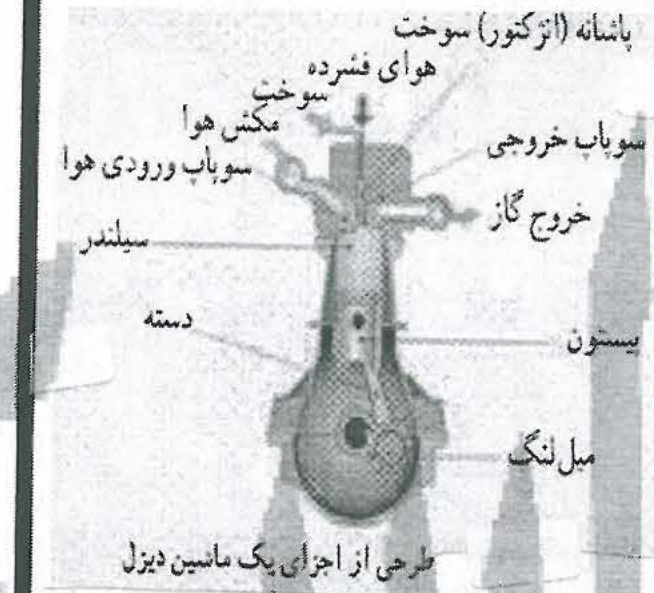 پاشانه (انژکتور) سوخت
هوای فشرده
سوخت
مکش هوا
سوپاپ ورودی هوا
سوپاپ خروجی
خروج گاز
سیلندر
دسته
پیستون
میل لنگ
طرحی از اجزای یک ماشین دیزل